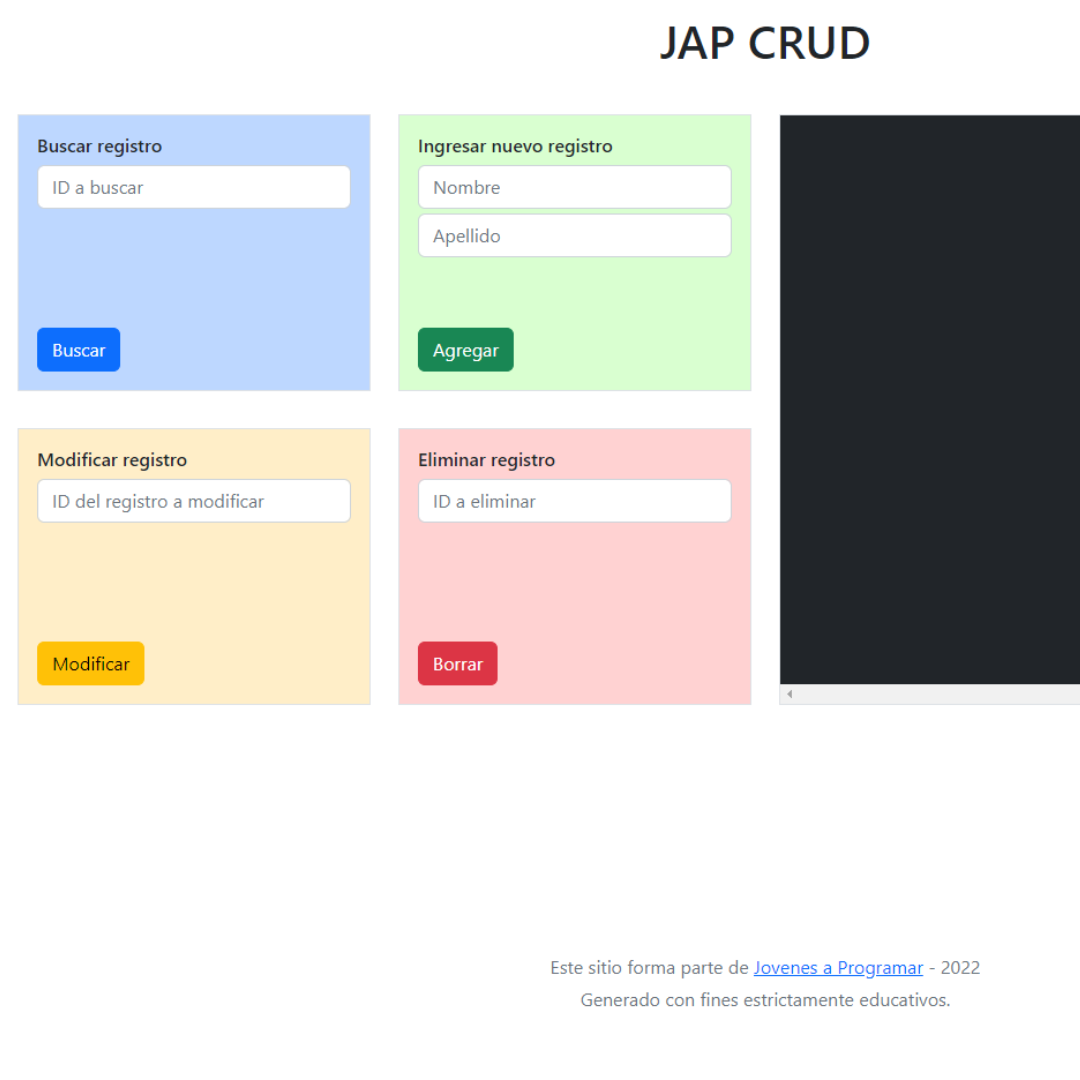 JAP CRUD
Buscar registro
ID a buscar
Buscar
Ingresar nuevo registro
Nombre
Apellido
Agregar
Modificar registro
ID del registro a modificar
Modificar
Eliminar registro
ID a eliminar
Borrar
Este sitio forma parte de Jovenes a Programar - 2022
Generado con fines estrictamente educativos.